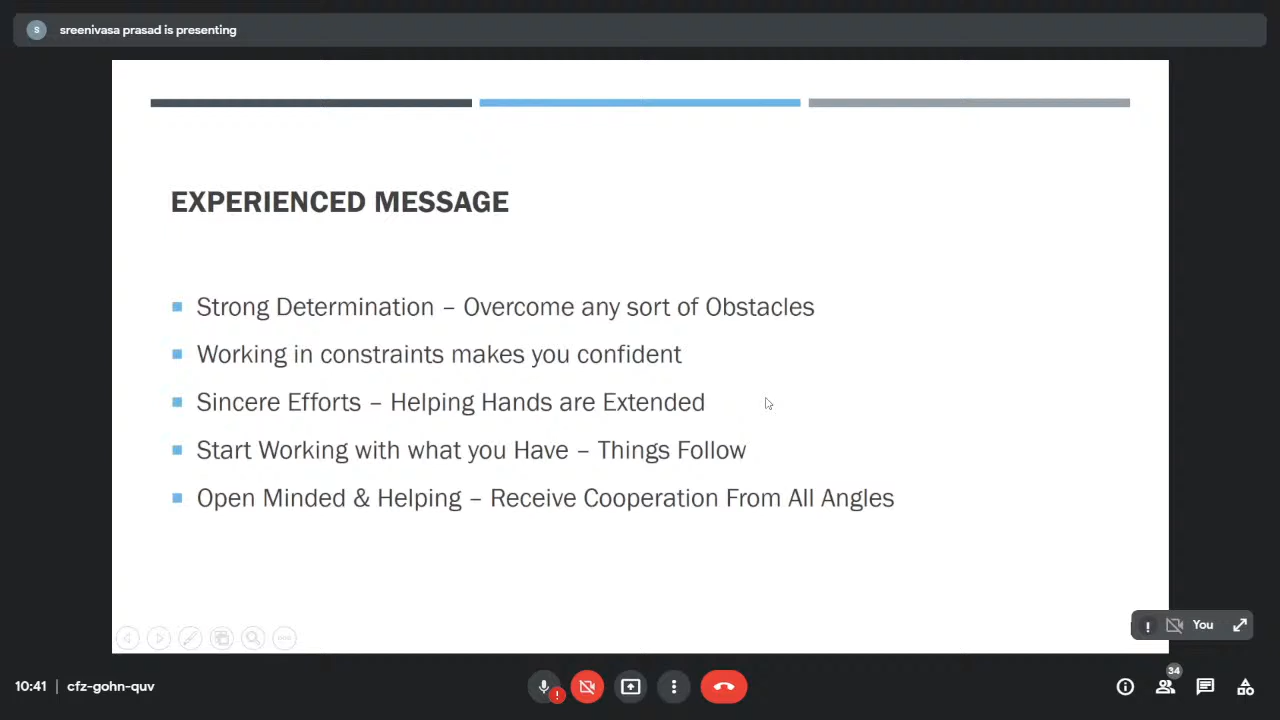 S sreenivasa prasad is presenting
EXPERIENCED MESSAGE
Strong Determination – Overcome any sort of Obstacles
Working in constraints makes you confident
Sincere Efforts – Helping Hands are Extended
Start Working with what you Have – Things Follow
Open Minded & Helping – Receive Cooperation From All Angles
You
10:41 | cfz-gohn-quv
34